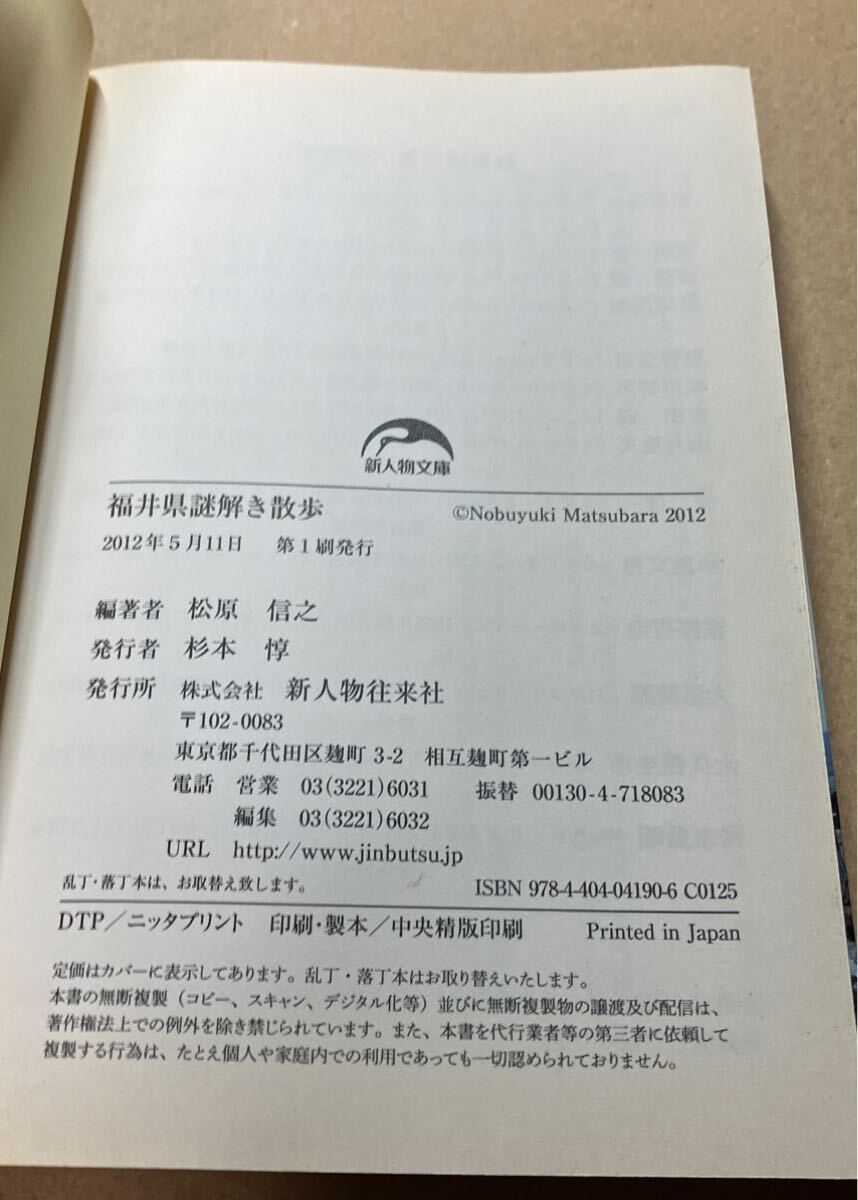 新人物文庫
福井県謎解き散歩 ©Nobuyuki Matsubara 2012
2012年5月11日 第1刷発行
編著者 松原 信之
発行者 杉本 惇
発行所 株式会社 新人物往来社
〒102-0083
東京都千代田区麹町 3-2 相互麹町第一ビル
電話 営業 03(3221)6031 振替 00130-4-718083
編集 03(3221)6032
URL http://www.jinbutsu.jp
乱丁・落丁本は、お取替え致します。 ISBN 978-4-404-04190-6 C0125
DTP/ニッタプリント 印刷・製本/中央精版印刷 Printed in Japan
定価はカバーに表示してあります。乱丁・落丁本はお取り替えいたします。
本書の無断複製（コピー、スキャン、デジタル化等）並びに無断複製物の譲渡及び配信は、
著作権法上での例外を除き禁じられています。また、本書を代行業者等の第三者に依頼して
複製する行為は、たとえ個人や家庭内での利用であっても一切認められておりません。